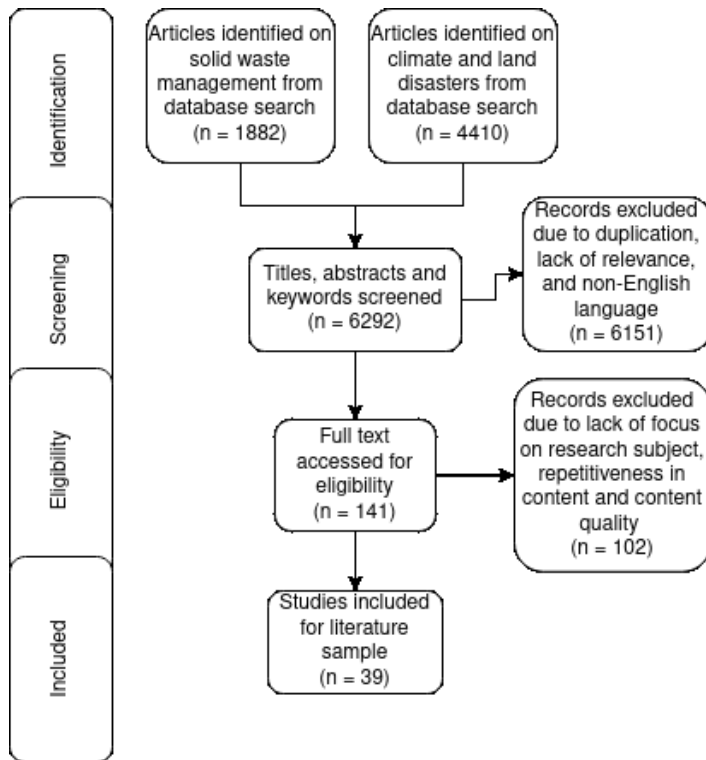 Identification
Articles identified on
solid waste
management from
database search
(n = 1882)
Articles identified on
climate and land
disasters from
database search
(n = 4410)
Screening
Titles, abstracts and
keywords screened
(n = 6292)
Records excluded
due to duplication,
lack of relevance,
and non-English
language
(n = 6151)
Eligibility
Full text
accessed for
eligibility
(n = 141)
Records excluded
due to lack of focus
on research subject,
repetitiveness in
content and content
quality
(n = 102)
Included
Studies included
for literature
sample
(n = 39)